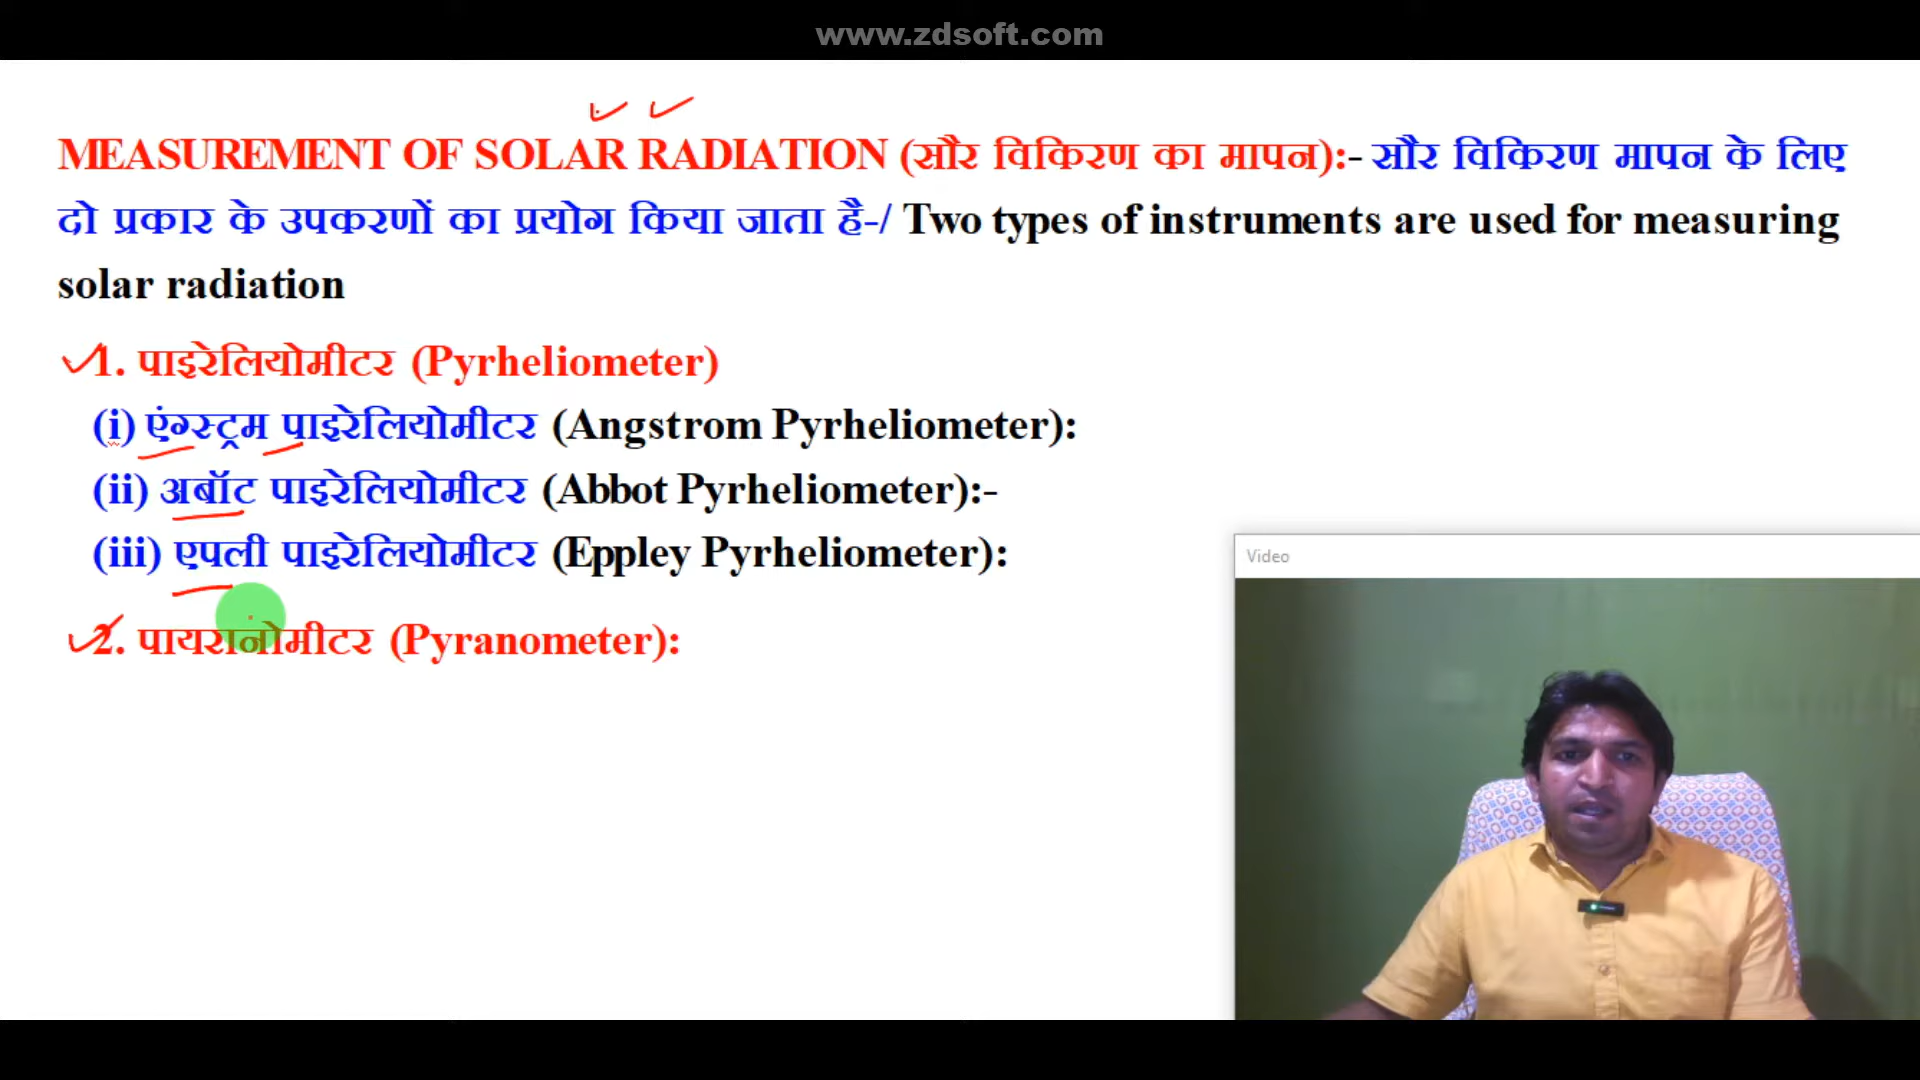 www.zdsoft.com
MEASUREMENT OF SOLAR RADIATION (सौर विकिरण का मापन):- सौर विकिरण मापन के लिए
दो प्रकार के उपकरणों का प्रयोग किया जाता है-/ Two types of instruments are used for measuring
solar radiation
1. पाइरेलियोमीटर (Pyrheliometer)
(i) एंग्स्ट्रम पाइरेलियोमीटर (Angstrom Pyrheliometer):
(ii) अबॉट पाइरेलियोमीटर (Abbot Pyrheliometer):-
(iii) एपली पाइरेलियोमीटर (Eppley Pyrheliometer):
Video
2. पायरानोमीटर (Pyranometer):